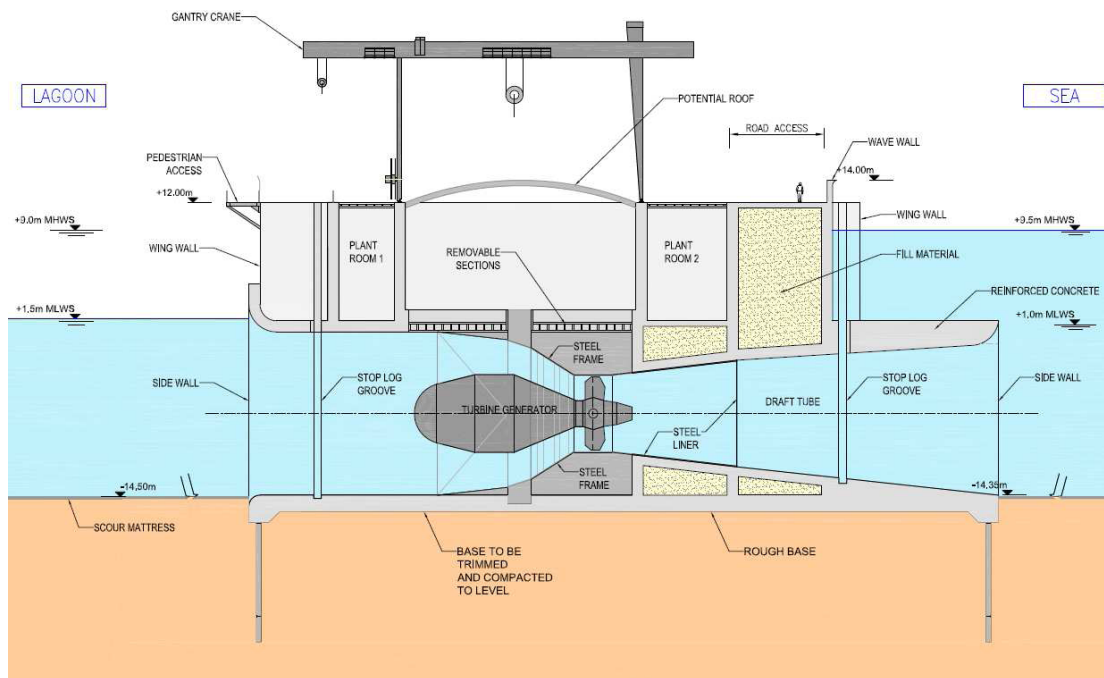 GANTRY CRANE
LAGOON
SEA
POTENTIAL ROOF
ROAD ACCESS
WAVE WALL
PEDESTRIAN
ACCESS
+14.00m
+12.00m
+9.0m MHWS
+9.5m MHWS
WING WALL
PLANT
ROOM 1
REMOVABLE
SECTIONS
PLANT
ROOM 2
WING WALL
FILL MATERIAL
REINFORCED CONCRETE
+1,5m MLWS
+1,0m MLWS
STEEL
FRAME
SIDE WALL
STOP LOG
GROOVE
TURBINE GENERATOR
DRAFT TUBE
STOP LOG
GROOVE
SIDE WALL
STEEL
LINER
STEEL
FRAME
-14,50m
-14,35m
SCOUR MATTRESS
BASE TO BE
TRIMMED
AND COMPACTED
TO LEVEL
ROUGH BASE